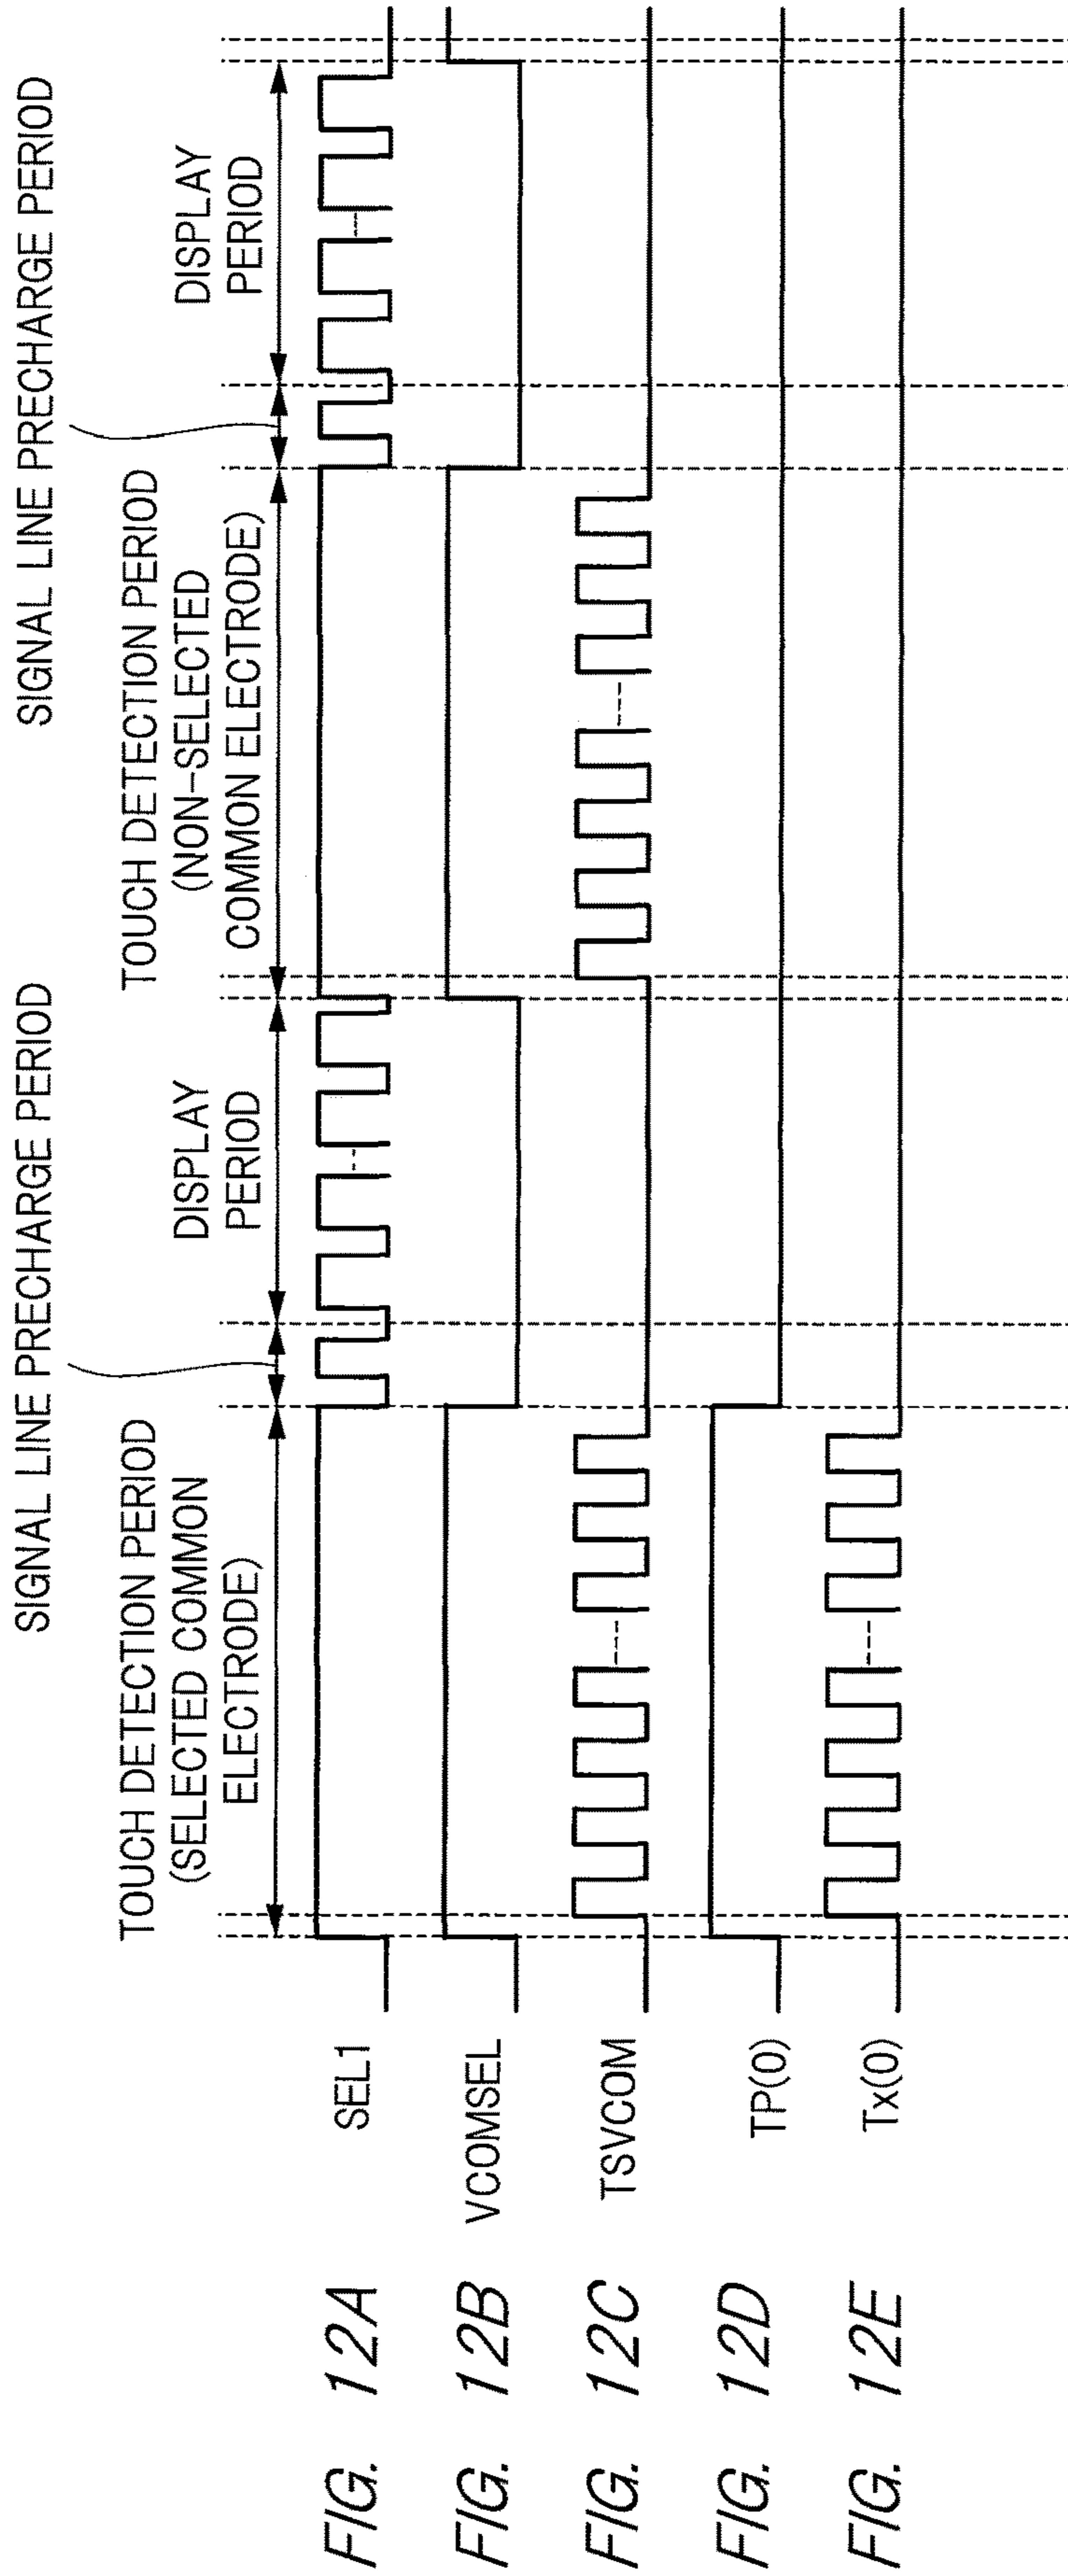 SIGNAL LINE PRECHARGE PERIOD
SIGNAL LINE PRECHARGE PERIOD
TOUCH DETECTION PERIOD
(SELECTED COMMON
ELECTRODE)
DISPLAY
PERIOD
TOUCH DETECTION PERIOD
(NON-SELECTED
COMMON ELECTRODE)
DISPLAY
PERIOD
FIG. 12A SEL1
FIG. 12B VCOMSEL
FIG. 12C TSVCOM
FIG. 12D TP(0)
FIG. 12E Tx(0)